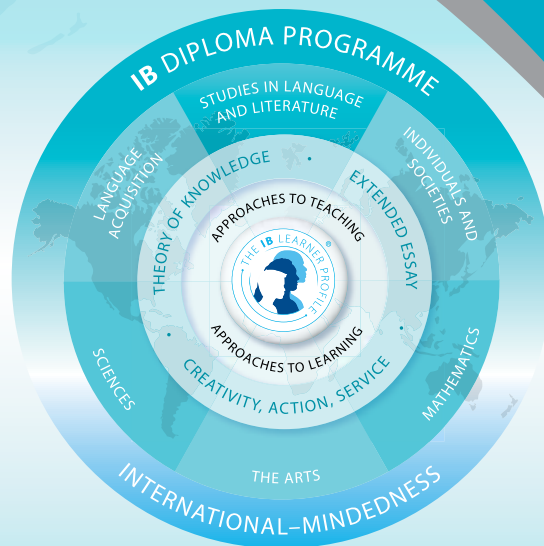 IB DIPLOMA PROGRAMME
STUDIES IN LANGUAGE
AND LITERATURE
LANGUAGE
ACQUISITION
INDIVIDUALS AND
SOCIETIES
THEORY OF KNOWLEDGE
EXTENDED ESSAY
APPROACHES TO TEACHING
THE IB LEARNER PROFILE ®
APPROACHES TO LEARNING
CREATIVITY, ACTION, SERVICE
SCIENCES
MATHEMATICS
THE ARTS
INTERNATIONAL–MINDEDNESS